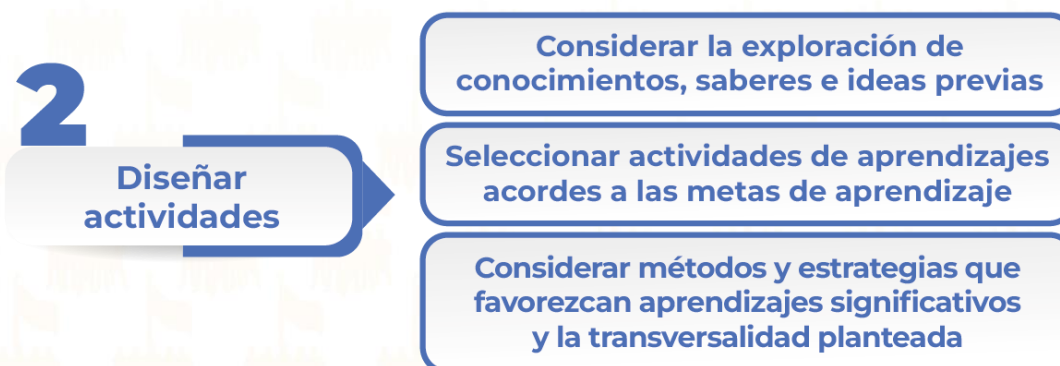 2
Diseñar
actividades
Considerar la exploración de
conocimientos, saberes e ideas previas
Seleccionar actividades de aprendizajes
acordes a las metas de aprendizaje
Considerar métodos y estrategias que
favorezcan aprendizajes significativos
y la transversalidad planteada